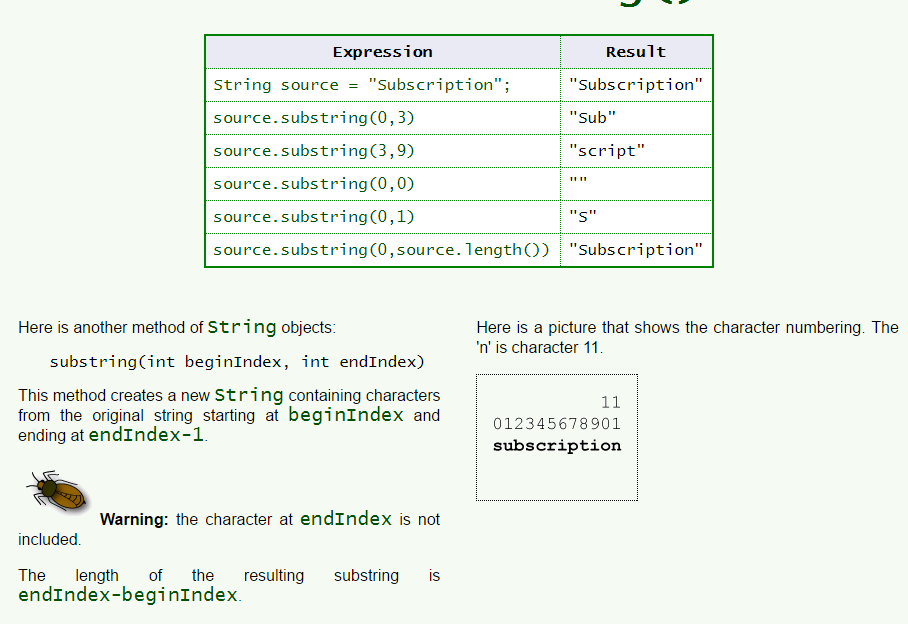 Expression Result
String source = "Subscription"; "Subscription"
source.substring(0,3) "Sub"
source.substring(3,9) "script"
source.substring(0,0) ""
source.substring(0,1) "S"
source.substring(0,source.length()) "Subscription"
Here is another method of String objects:
substring(int beginIndex, int endIndex)
This method creates a new String containing characters
from the original string starting at beginIndex and
ending at endIndex-1.
Warning: the character at endIndex is not
included.
The length of the resulting substring is
endIndex-beginIndex.
Here is a picture that shows the character numbering. The
'n' is character 11.
11
012345678901
subscription